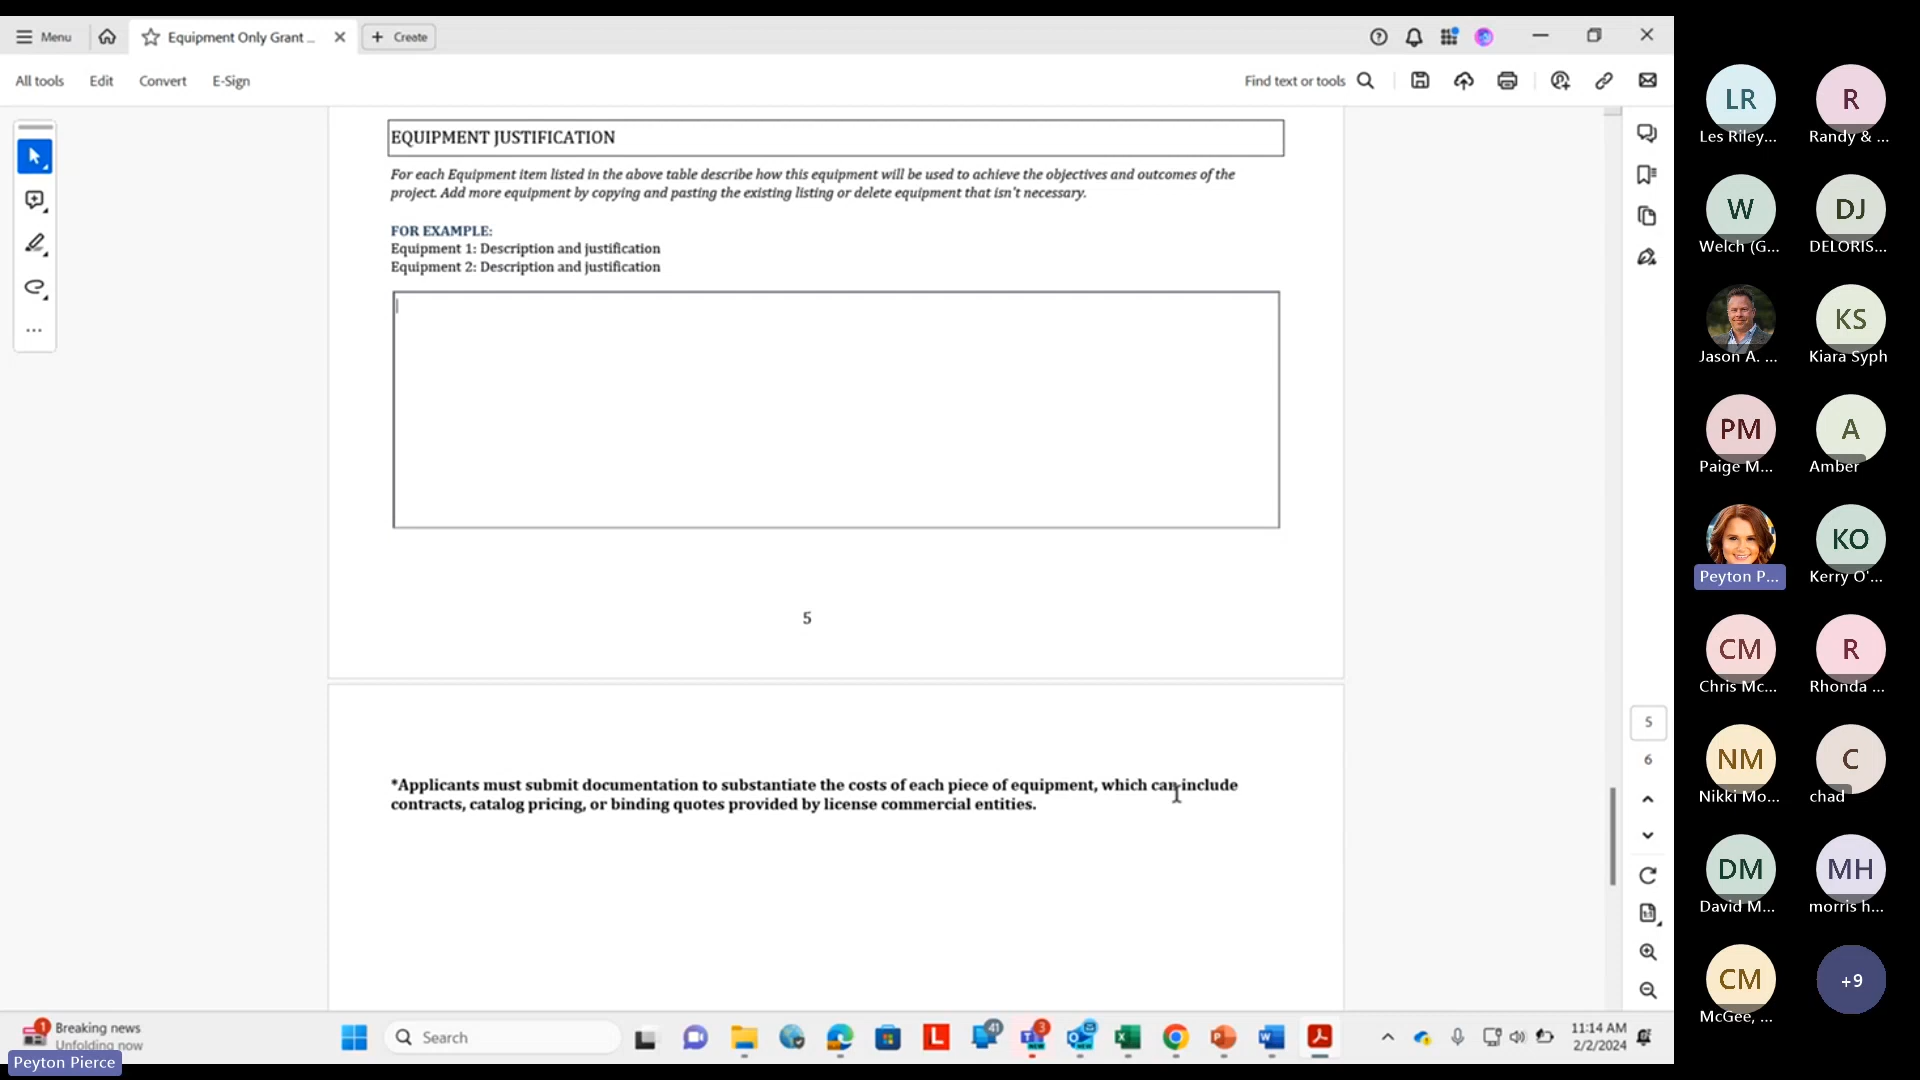 Menu
Equipment Only Grant ...
Create
All tools
Edit
Convert
E-Sign
Find text or tools
EQUIPMENT JUSTIFICATION
For each Equipment item listed in the above table describe how this equipment will be used to achieve the objectives and outcomes of the
project. Add more equipment by copying and pasting the existing listing or delete equipment that isn't necessary.
FOR EXAMPLE:
Equipment 1: Description and justification
Equipment 2: Description and justification
5
*Applicants must submit documentation to substantiate the costs of each piece of equipment, which can include
contracts, catalog pricing, or binding quotes provided by license commercial entities.
5
6
LR
Les Riley...
R
Randy & ...
W
Welch (G...
DJ
DELORIS...
Jason A. ...
KS
Kiara Syph
PM
Paige M...
A
Amber
Peyton P...
KO
Kerry O'...
CM
Chris Mc...
R
Rhonda ...
NM
Nikki Mo...
C
chad
DM
David M...
MH
morris h...
CM
McGee, ...
+9
1
Breaking news
Unfolding now
Peyton Pierce
Search
L
41
3
NEW
NEW
11:14 AM
2/2/2024